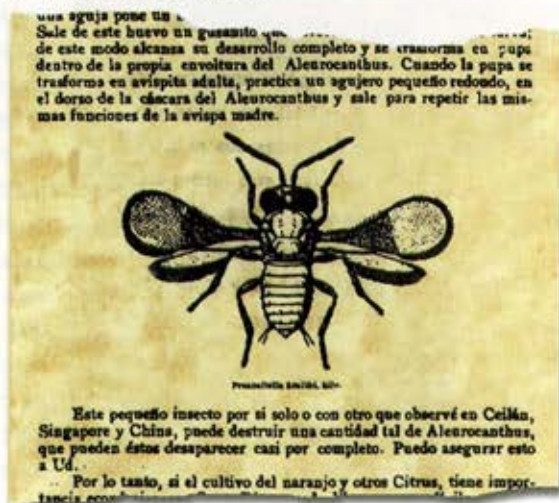 una aguja pone un
Sale de este huevo un gusanito que
de este modo alcansa su desarrollo completo y se trasforma en pupa
dentro de la propia envoltura del Aleurocanthus. Cuando la pupa se
trasforma en avispita adulta, practica un agujero pequeño redondo, en
el dorso de la cáscara del Aleurocanthus y sale para repetir las mis-
mas funciones de la avispa madre.
Este pequeño insecto por si solo o con otro que observé en Ceilán,
Singapore y China, puede destruir una cantidad tal de Aleurocanthus,
que pueden éstos desaparecer casi por completo. Puedo asegurar esto
a Ud.
Por lo tanto, si el cultivo del naranjo y otros Citrus, tiene impor-